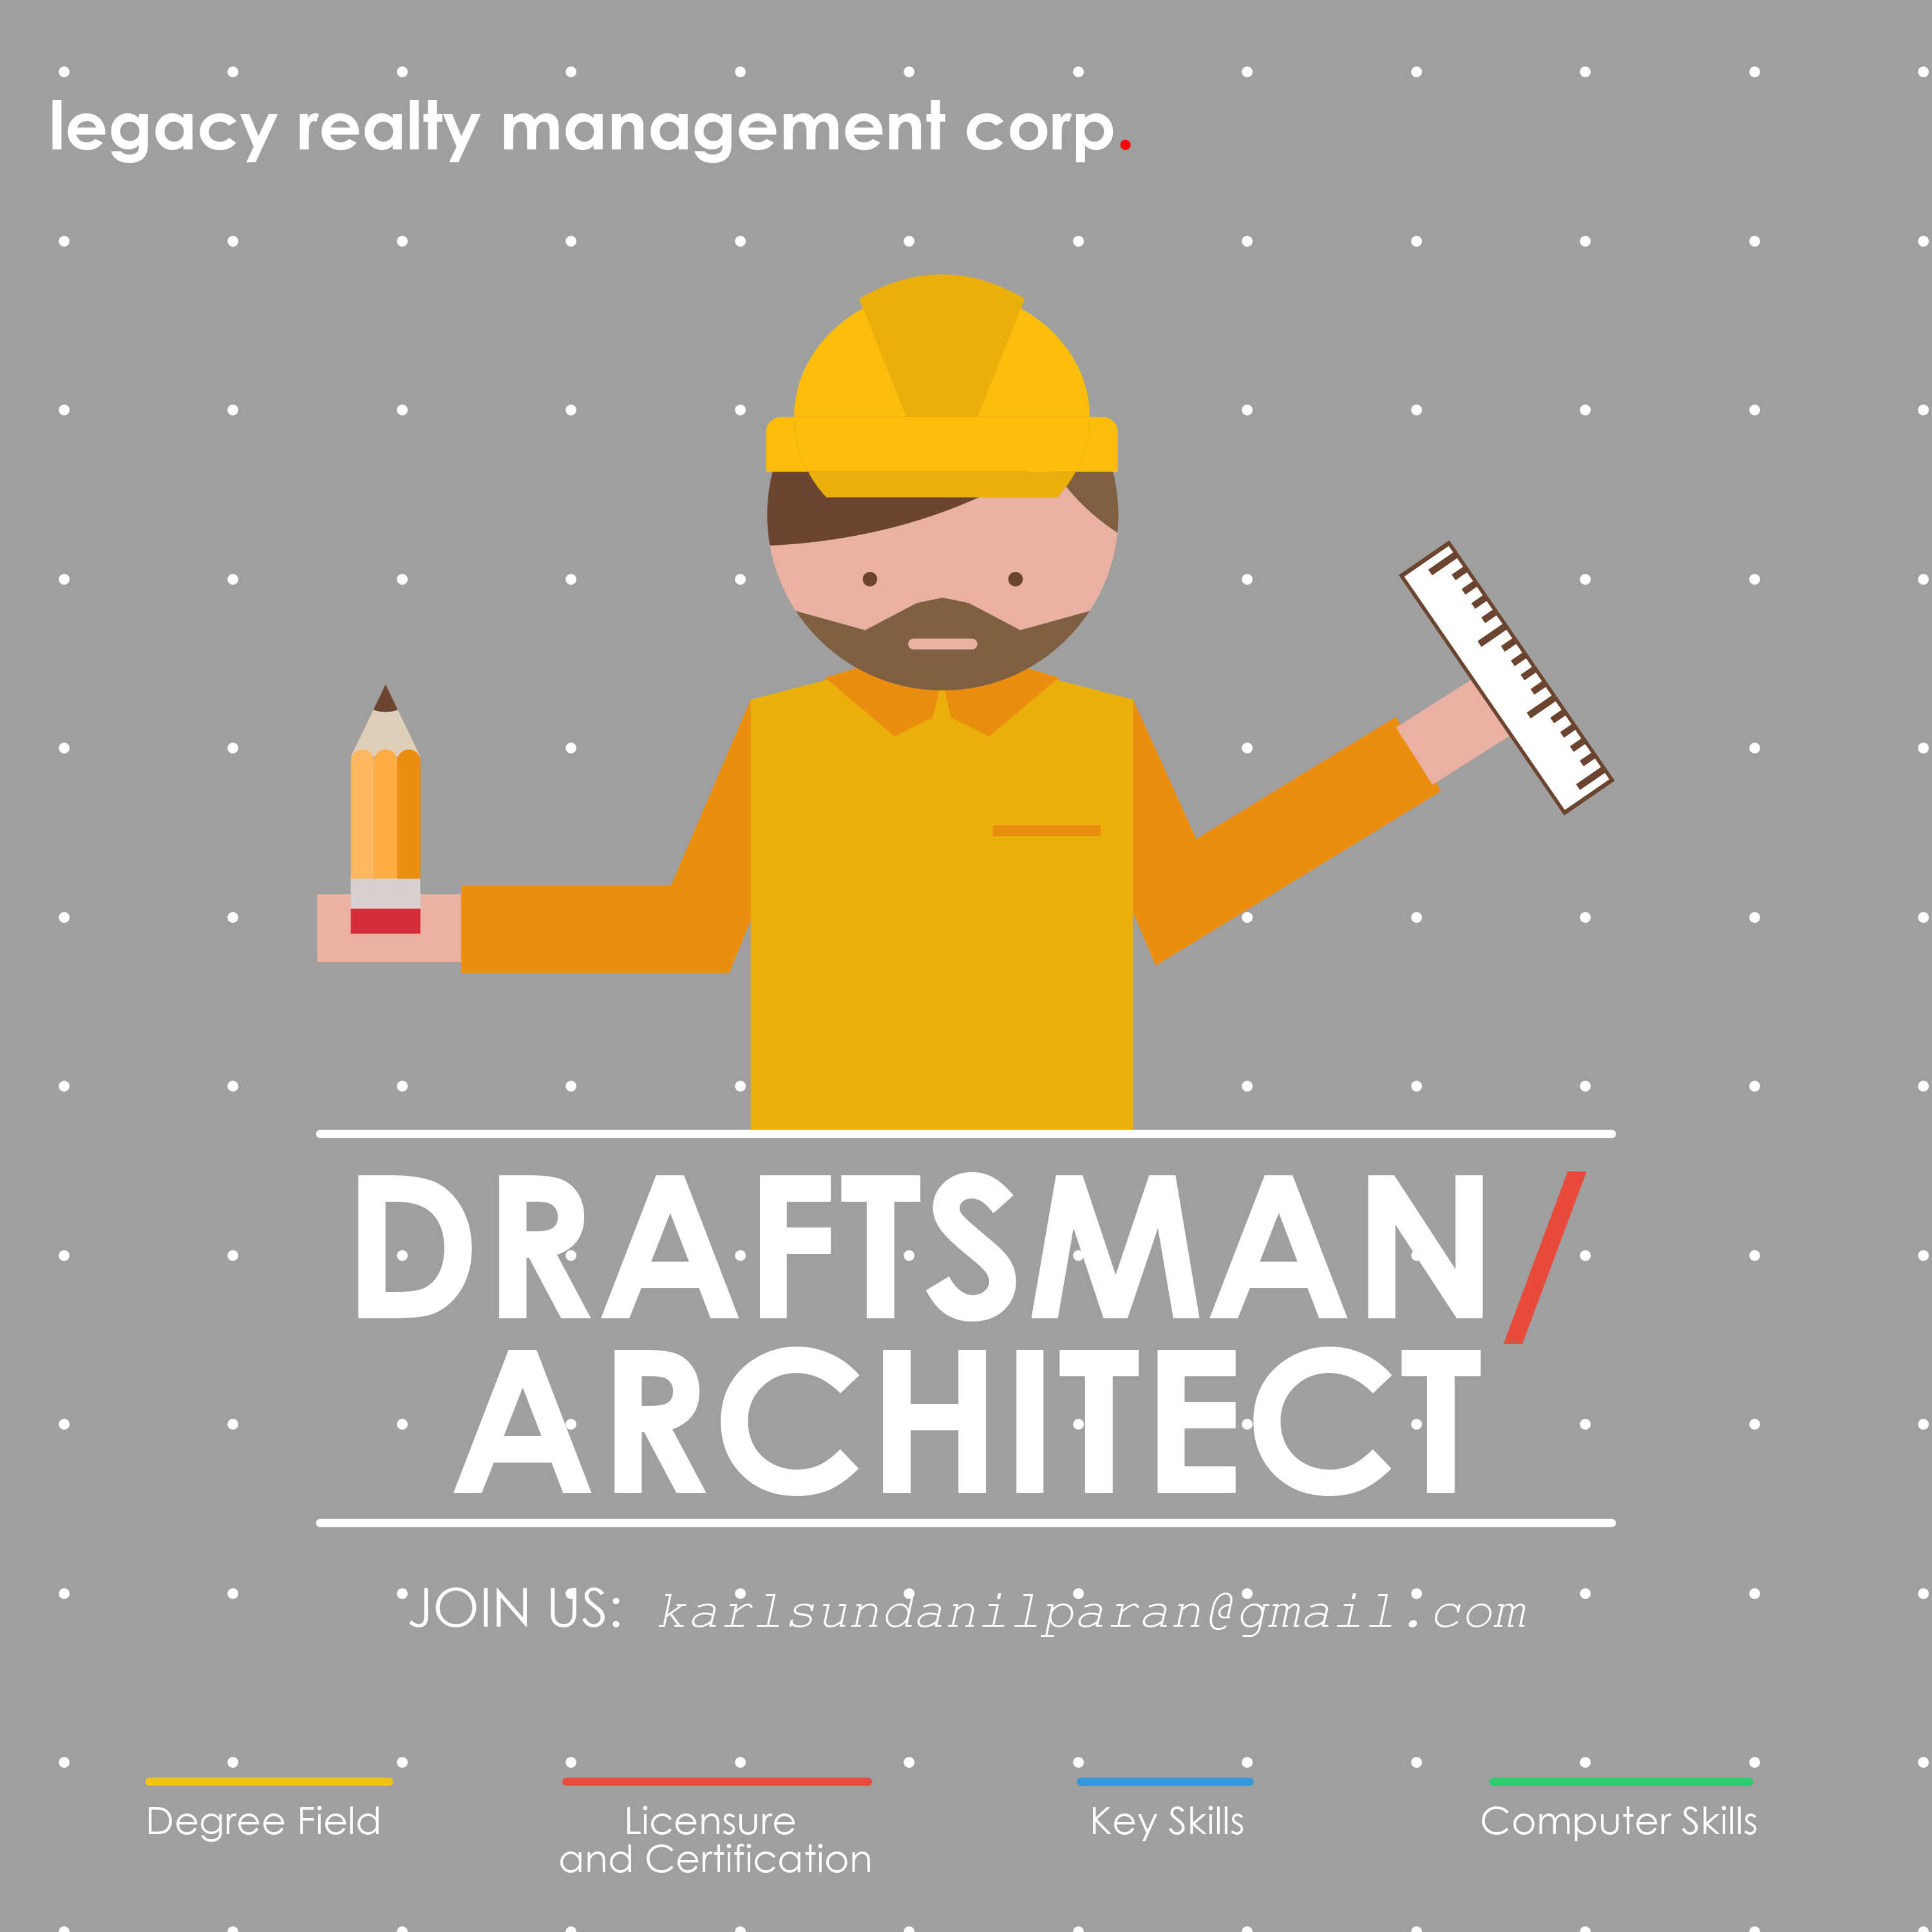 legacy realty management corp.
DRAFTSMAN/
ARCHITECT
JOIN US: karlsundanilparan@gmail.com
Degree Field
Licensure
and Certification
Key Skills
Computer Skills